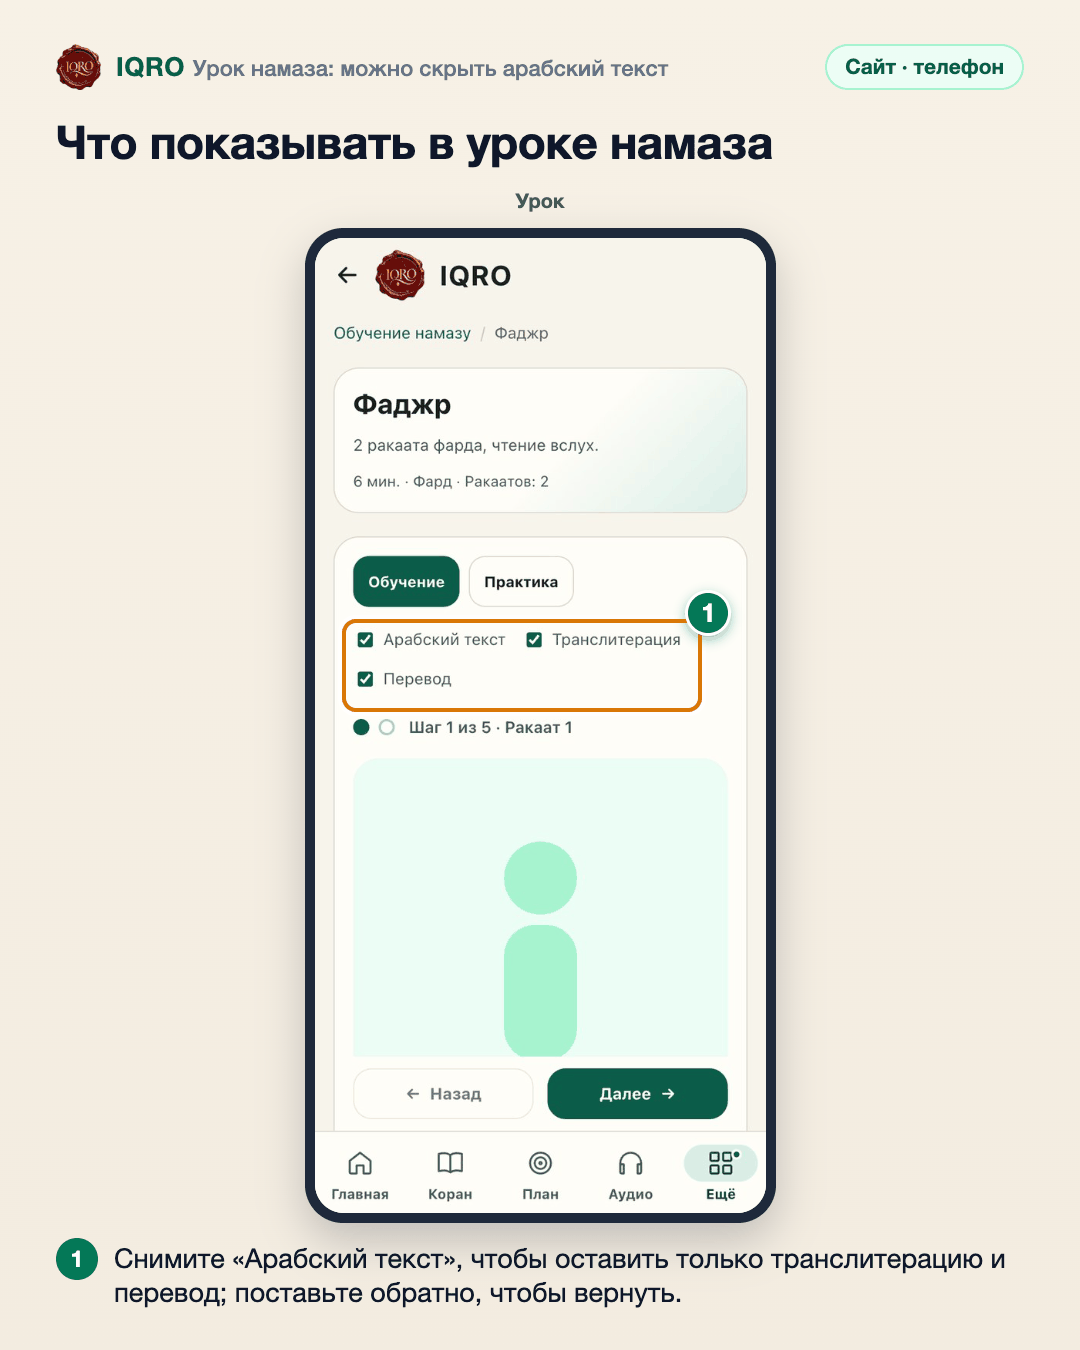 IQRO
IQRO Урок намаза: можно скрыть арабский текст
Сайт · телефон
Что показывать в уроке намаза
Урок
IQRO
IQRO
Обучение намазу / Фаджр
Фаджр
2 ракаата фарда, чтение вслух.
6 мин. · Фард · Ракаатов: 2
Обучение
Практика
1
Арабский текст
Транслитерация
Перевод
Шаг 1 из 5 · Ракаат 1
← Назад
Далее →
Главная
Коран
План
Аудио
Ещё
1
Снимите «Арабский текст», чтобы оставить только транслитерацию и
перевод; поставьте обратно, чтобы вернуть.